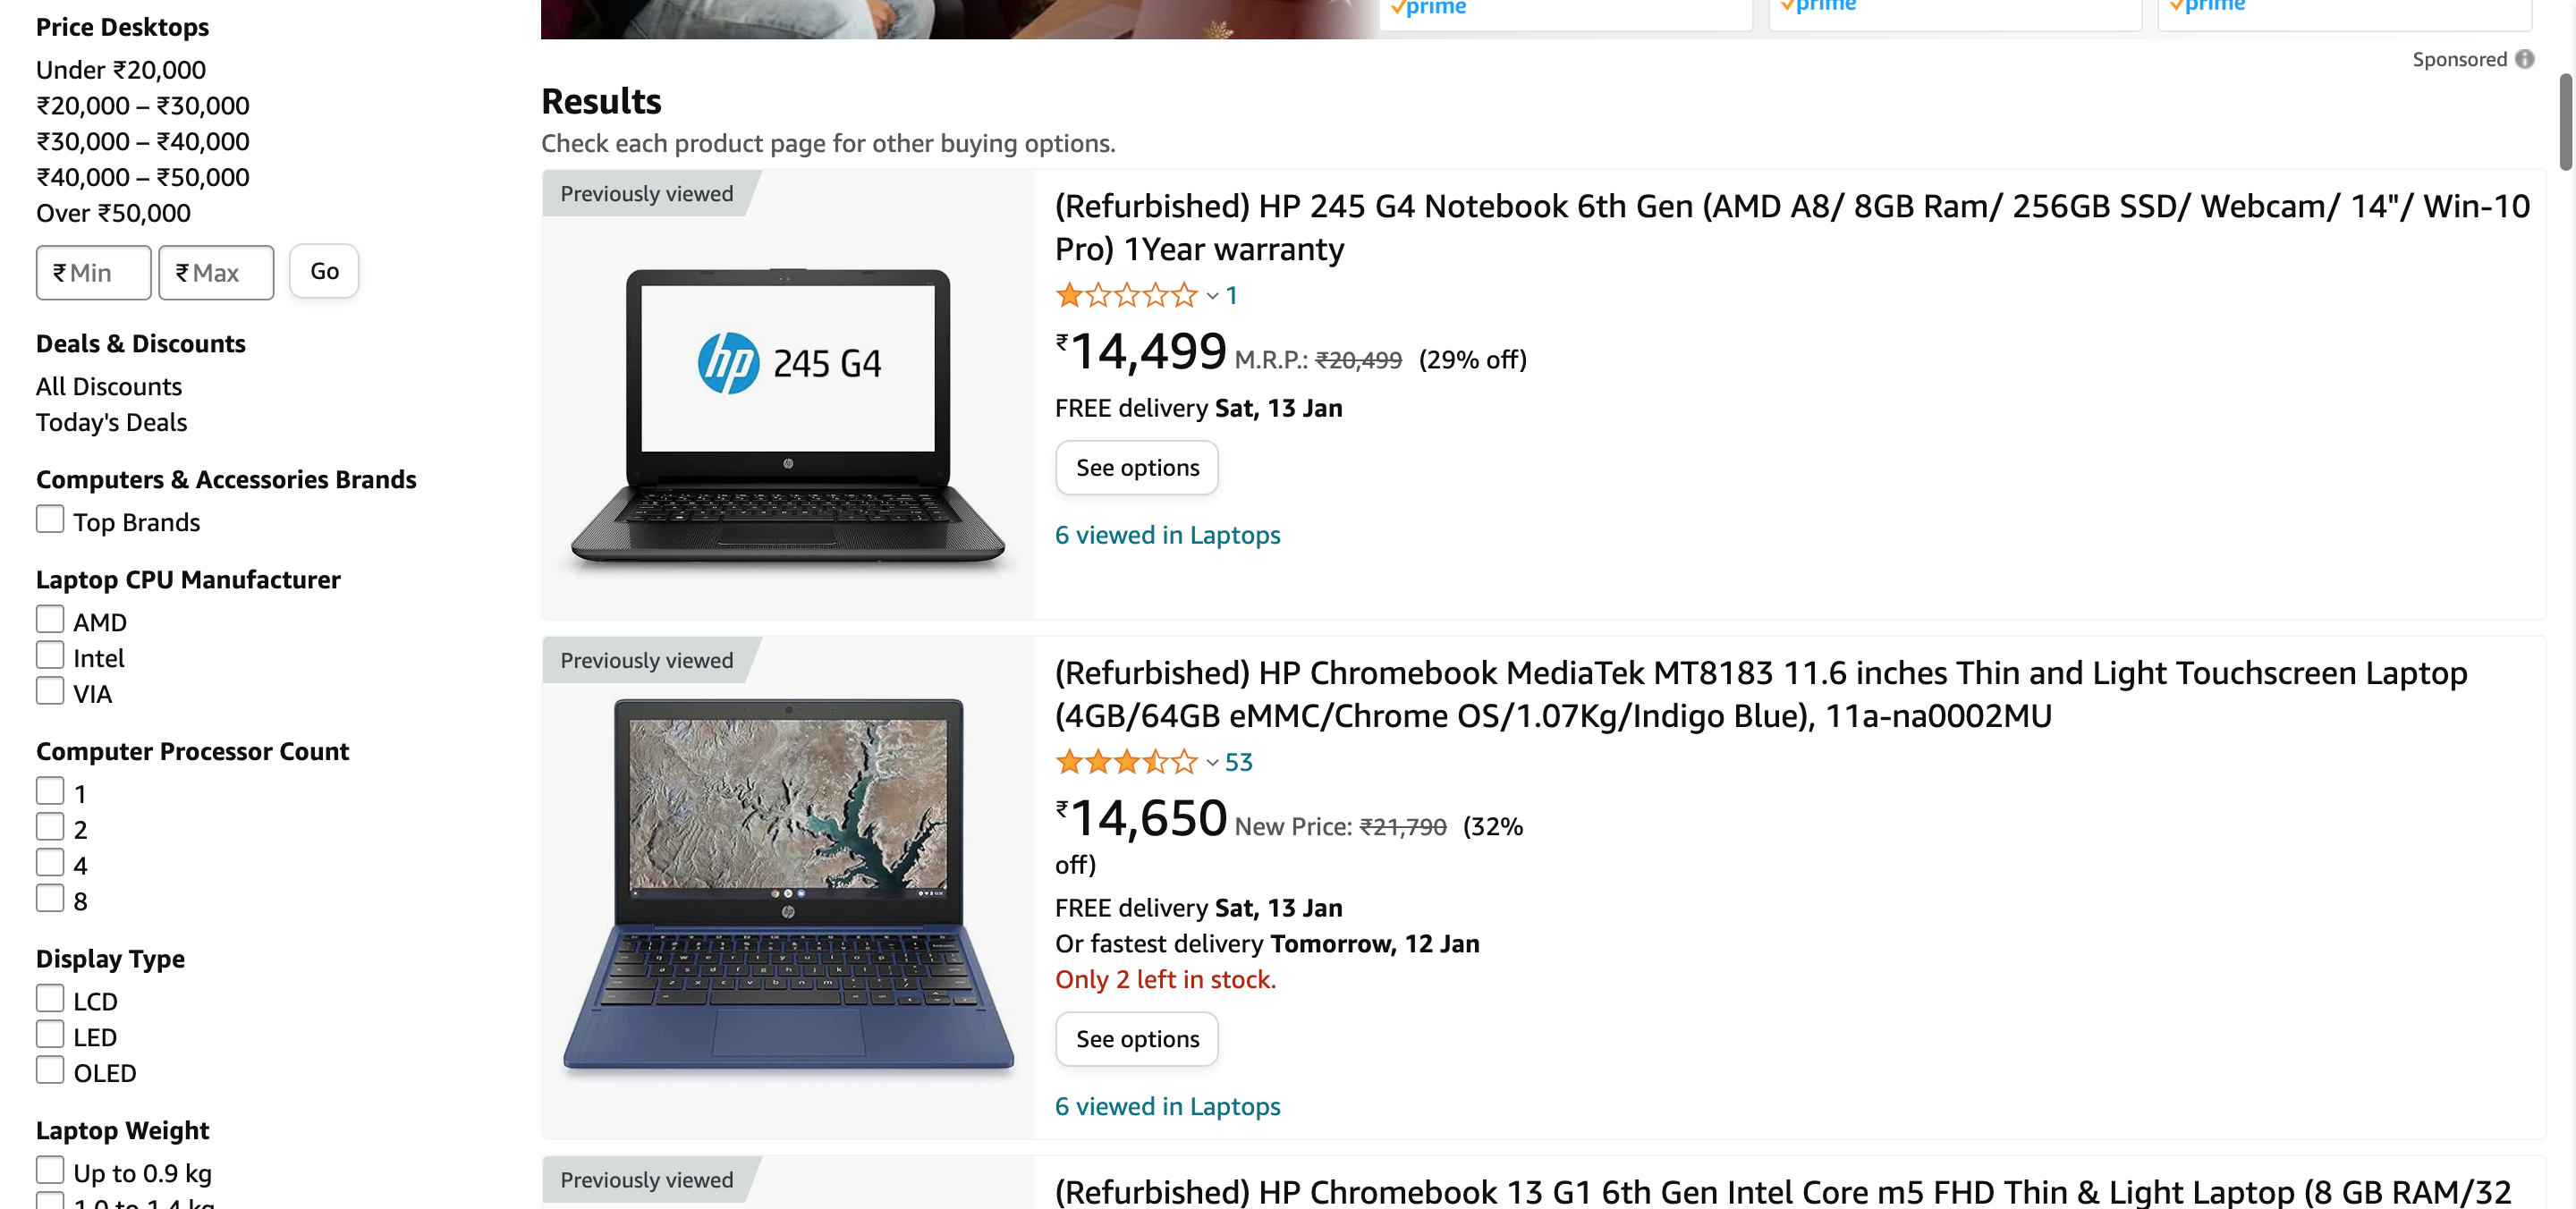 Price Desktops
Under ₹20,000
₹20,000 – ₹30,000
₹30,000 – ₹40,000
₹40,000 – ₹50,000
Over ₹50,000
₹ Min ₹ Max Go
Deals & Discounts
All Discounts
Today's Deals
Computers & Accessories Brands
Top Brands
Laptop CPU Manufacturer
AMD
Intel
VIA
Computer Processor Count
1
2
4
8
Display Type
LCD
LED
OLED
Laptop Weight
Up to 0.9 kg
1.0 to 1.4 kg
prime prime prime
Sponsored
Results
Check each product page for other buying options.
Previously viewed
hp 245 G4
(Refurbished) HP 245 G4 Notebook 6th Gen (AMD A8/ 8GB Ram/ 256GB SSD/ Webcam/ 14"/ Win-10
Pro) 1Year warranty
1
₹14,499 M.R.P.: ₹20,499 (29% off)
FREE delivery Sat, 13 Jan
See options
6 viewed in Laptops
Previously viewed
(Refurbished) HP Chromebook MediaTek MT8183 11.6 inches Thin and Light Touchscreen Laptop
(4GB/64GB eMMC/Chrome OS/1.07Kg/Indigo Blue), 11a-na0002MU
53
₹14,650 New Price: ₹21,790 (32%
off)
FREE delivery Sat, 13 Jan
Or fastest delivery Tomorrow, 12 Jan
Only 2 left in stock.
See options
6 viewed in Laptops
Previously viewed
(Refurbished) HP Chromebook 13 G1 6th Gen Intel Core m5 FHD Thin & Light Laptop (8 GB RAM/32